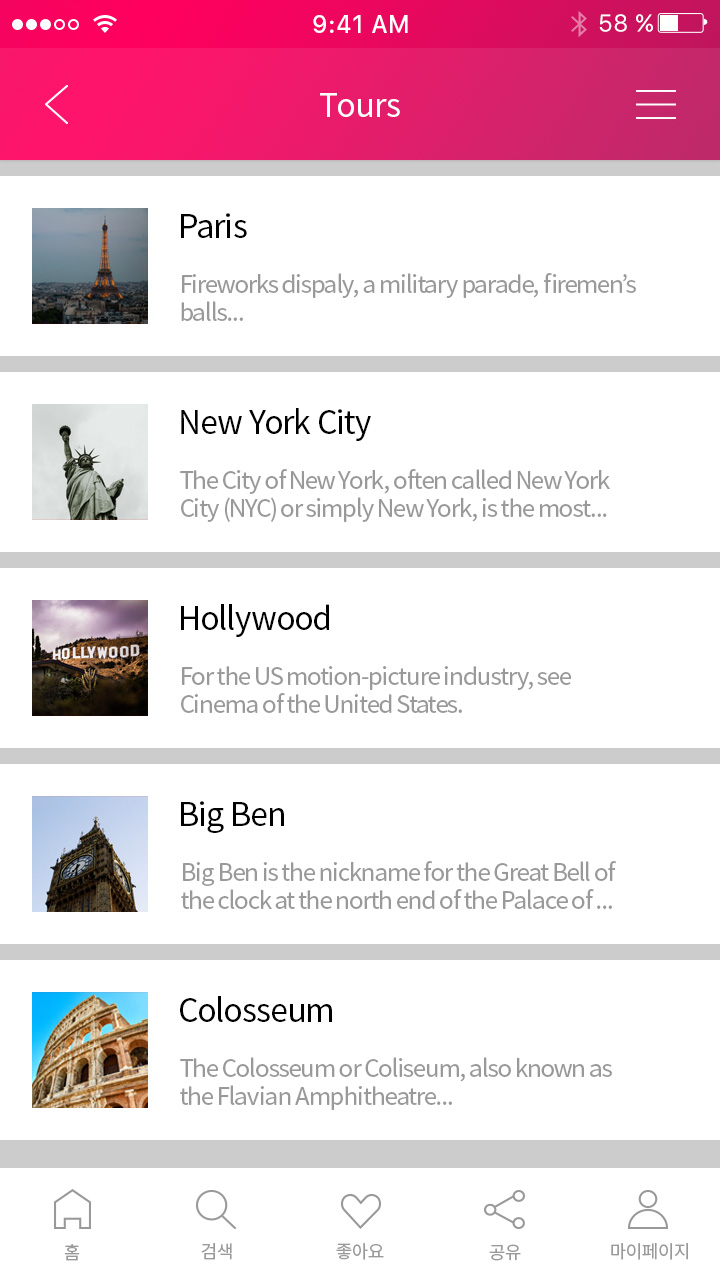 9:41 AM
58 %
Tours
Paris
Fireworks dispaly, a military parade, firemen’s
balls...
New York City
The City of New York, often called New York
City (NYC) or simply New York, is the most...
HOLLYWOOD
Hollywood
For the US motion-picture industry, see
Cinema of the United States.
Big Ben
Big Ben is the nickname for the Great Bell of
the clock at the north end of the Palace of ...
Colosseum
The Colosseum or Coliseum, also known as
the Flavian Amphitheatre...
홈
검색
좋아요
공유
마이페이지